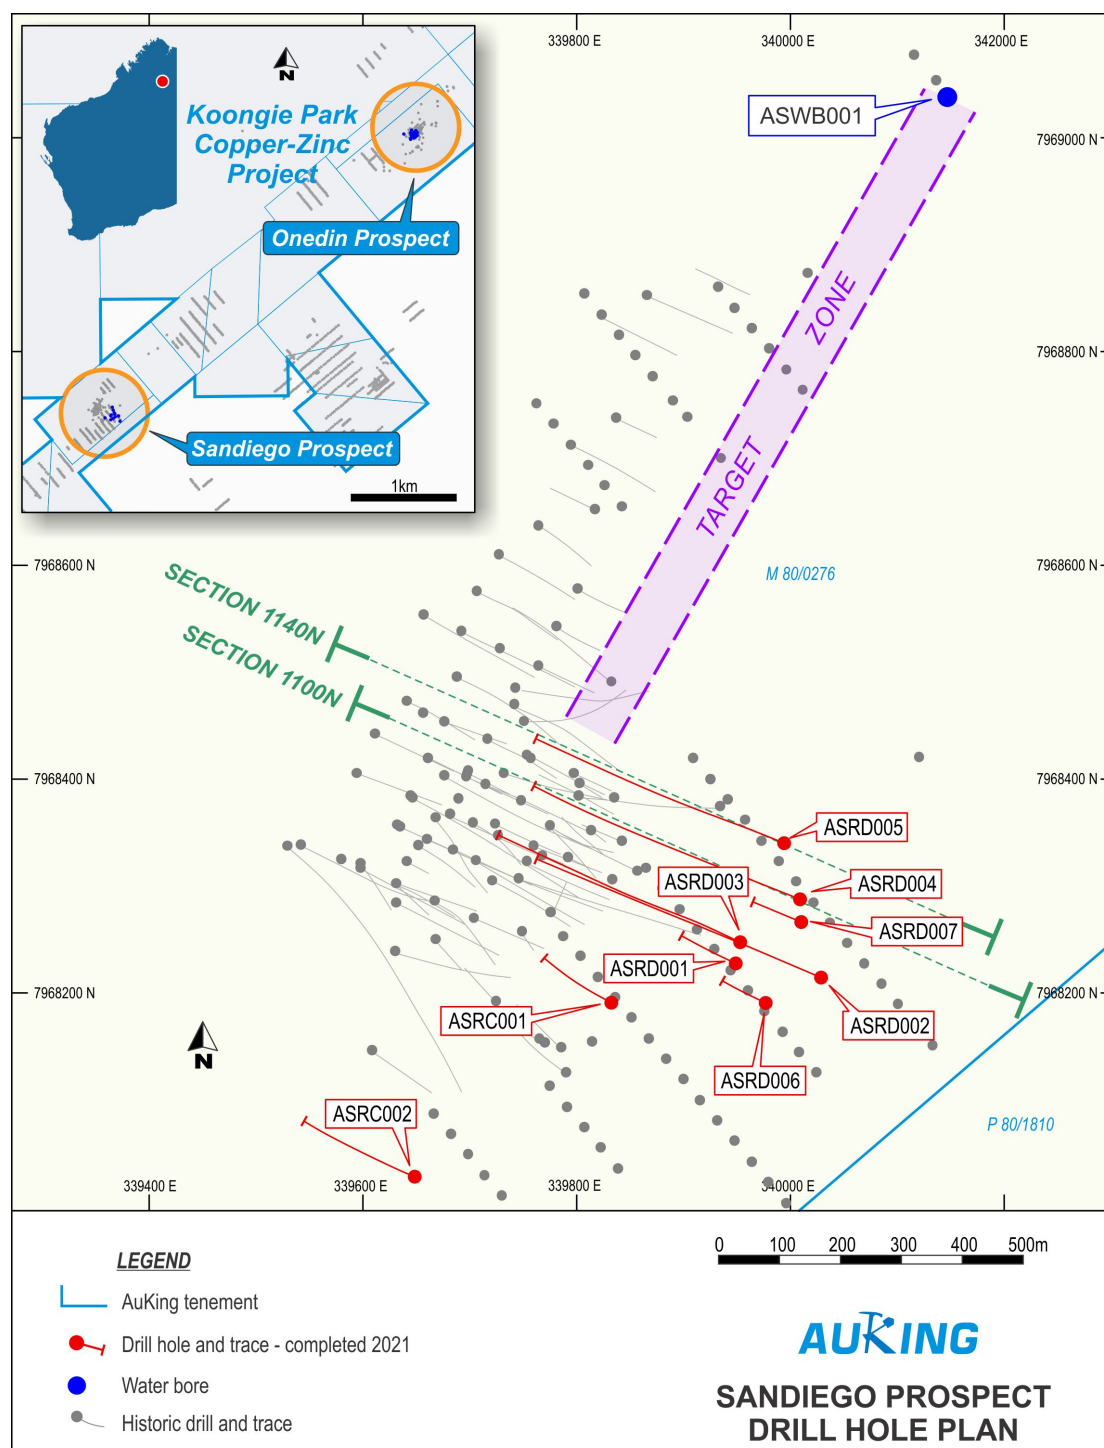 339800 E
340000 E
342000 E
N
Koongie Park
Copper-Zinc
Project
ASWB001
7969000 N
Onedin Prospect
ZONE
7968800 N
Sandiego Prospect
1km
TARGET
7968600 N
M 80/0276
7968600 N
SECTION 1140N
SECTION 1100N
7968400 N
7968400 N
ASRD005
ASRD003
ASRD004
ASRD007
ASRD001
7968200 N
7968200 N
ASRC001
ASRD002
N
ASRD006
ASRC002
P 80/1810
339400 E
339600 E
339800 E
340000 E
LEGEND
AuKing tenement
Drill hole and trace - completed 2021
Water bore
Historic drill and trace
0 100 200 300 400 500m
AUKING
SANDIEGO PROSPECT
DRILL HOLE PLAN